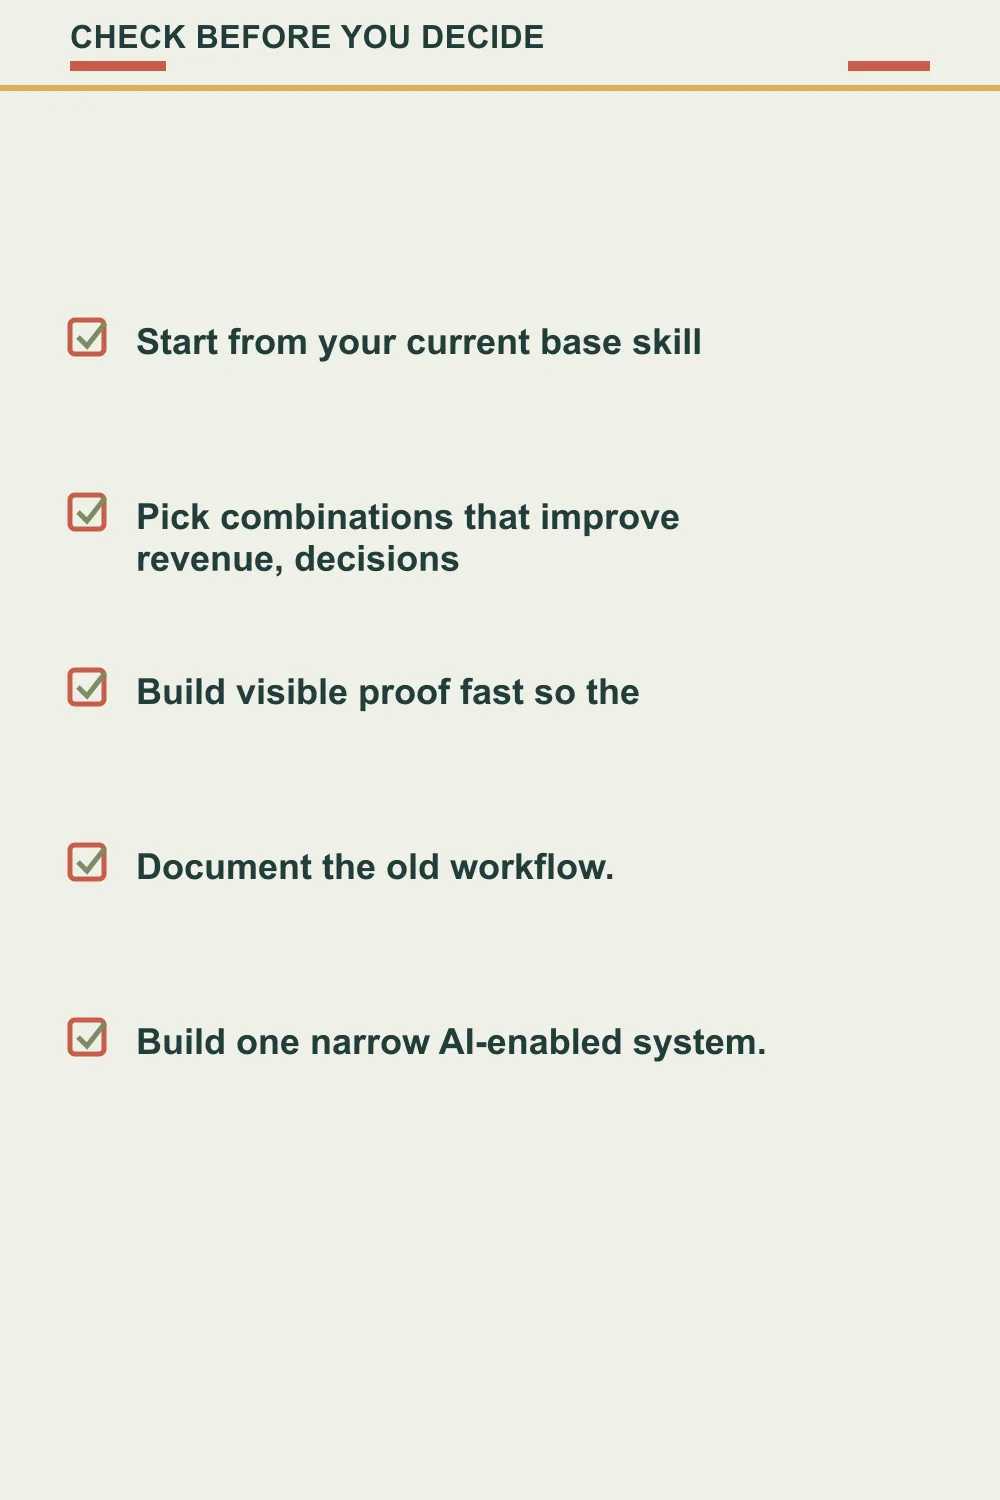 CHECK BEFORE YOU DECIDE
Start from your current base skill
Pick combinations that improve
revenue, decisions
Build visible proof fast so the
Document the old workflow.
Build one narrow AI-enabled system.